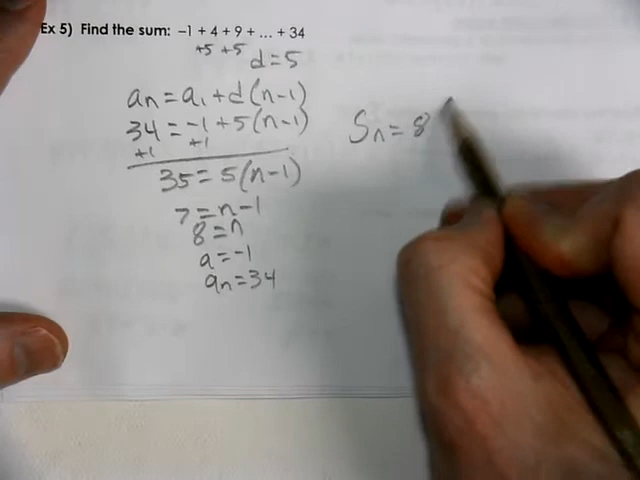 Ex 5) Find the sum: –1 + 4 + 9 + ... + 34
+5 +5
d=5
an = a1 + d(n-1)
34 = -1 + 5(n-1)
+1 +1
35 = 5(n-1)
7 = n-1
8 = n
a = -1
an = 34
Sn = 8